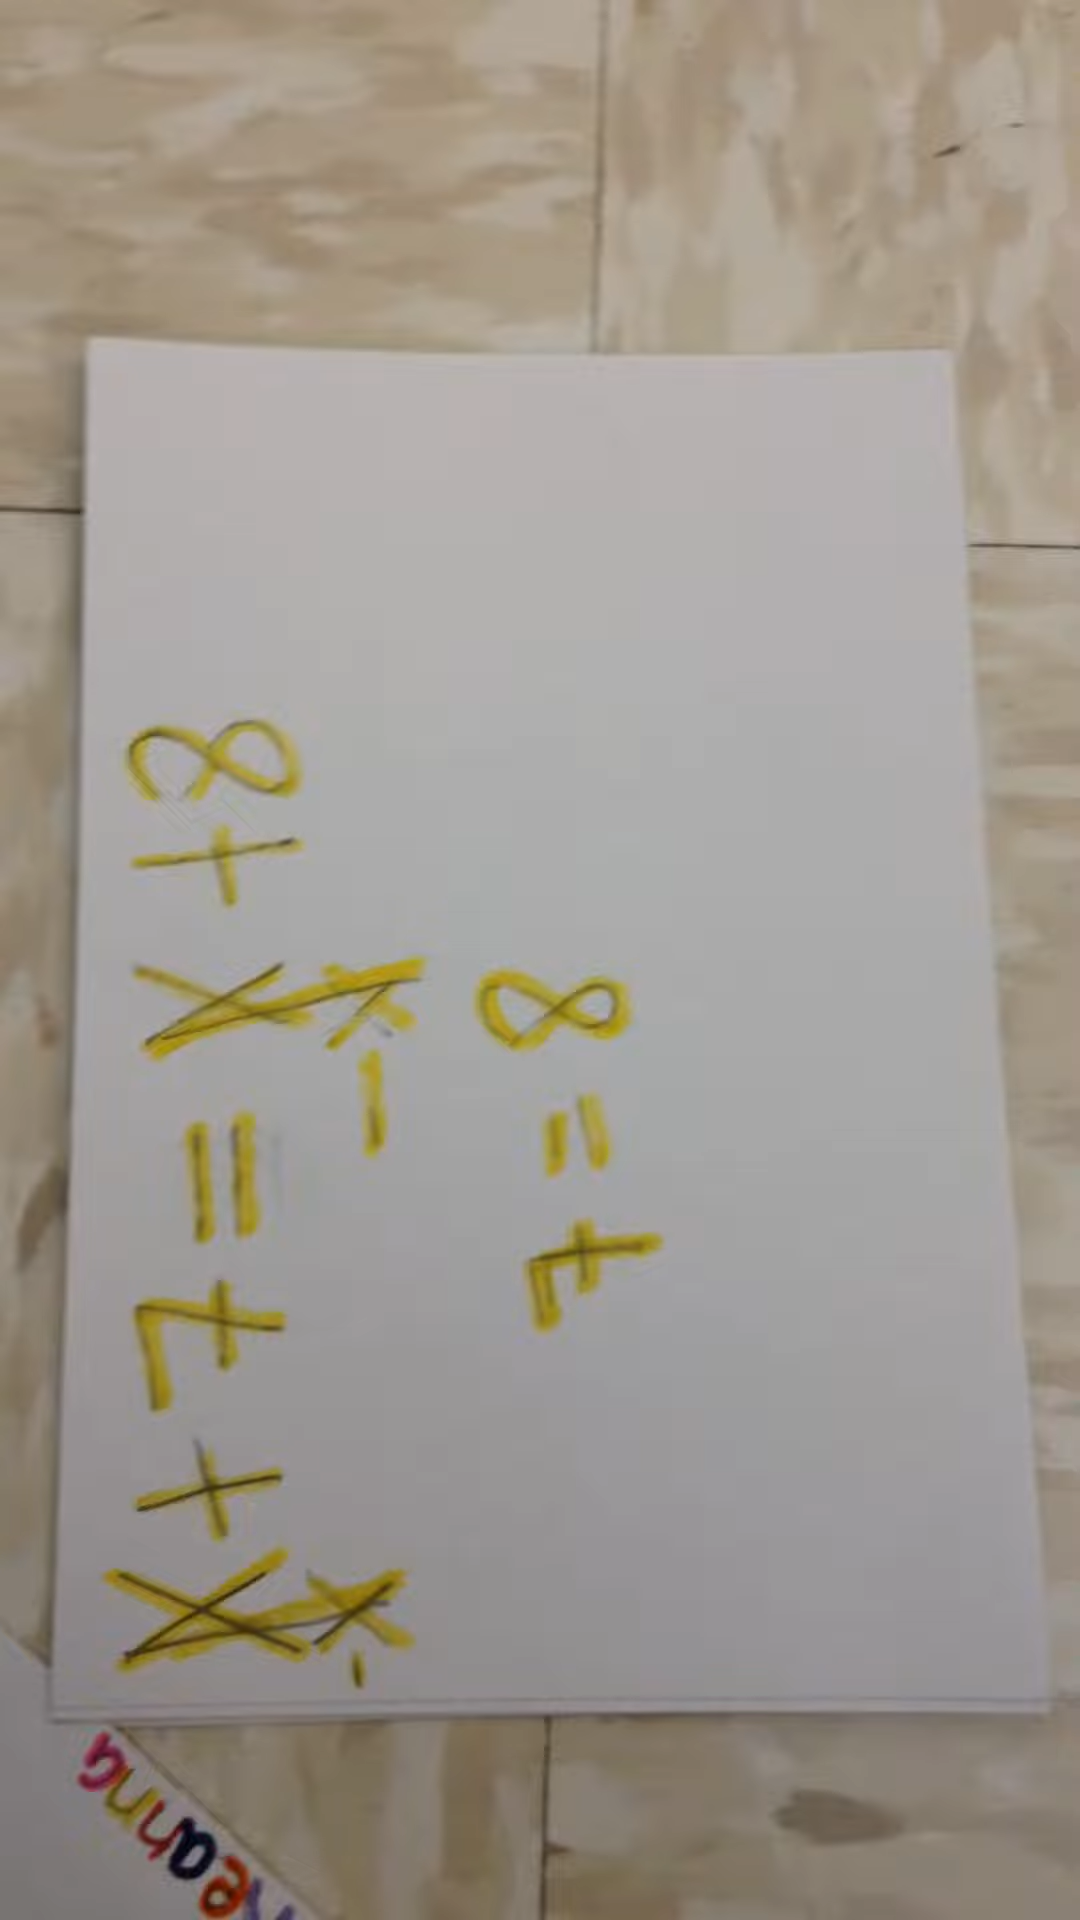 X + 7 = X + 8
-X -X
7 = 8